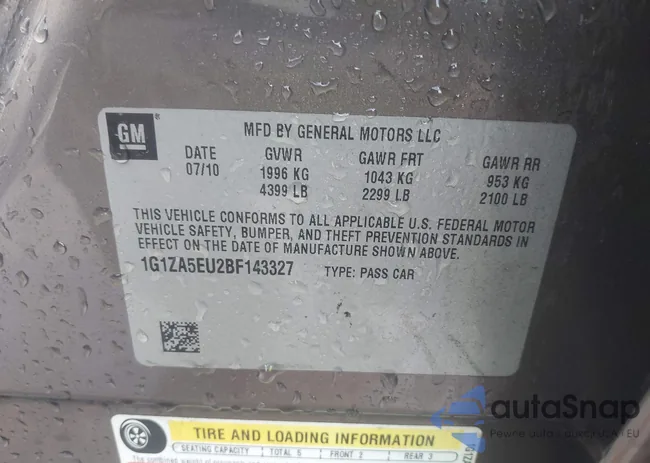 GM
MFD BY GENERAL MOTORS LLC
DATE GVWR GAWR FRT GAWR RR
07/10 1996 KG 1043 KG 953 KG
4399 LB 2299 LB 2100 LB
THIS VEHICLE CONFORMS TO ALL APPLICABLE U.S. FEDERAL MOTOR
VEHICLE SAFETY, BUMPER, AND THEFT PREVENTION STANDARDS IN
EFFECT ON THE DATE OF MANUFACTURE SHOWN ABOVE.
1G1ZA5EU2BF143327 TYPE: PASS CAR
TIRE AND LOADING INFORMATION
SEATING CAPACITY TOTAL 5 FRONT 2 REAR 3
autoSnap